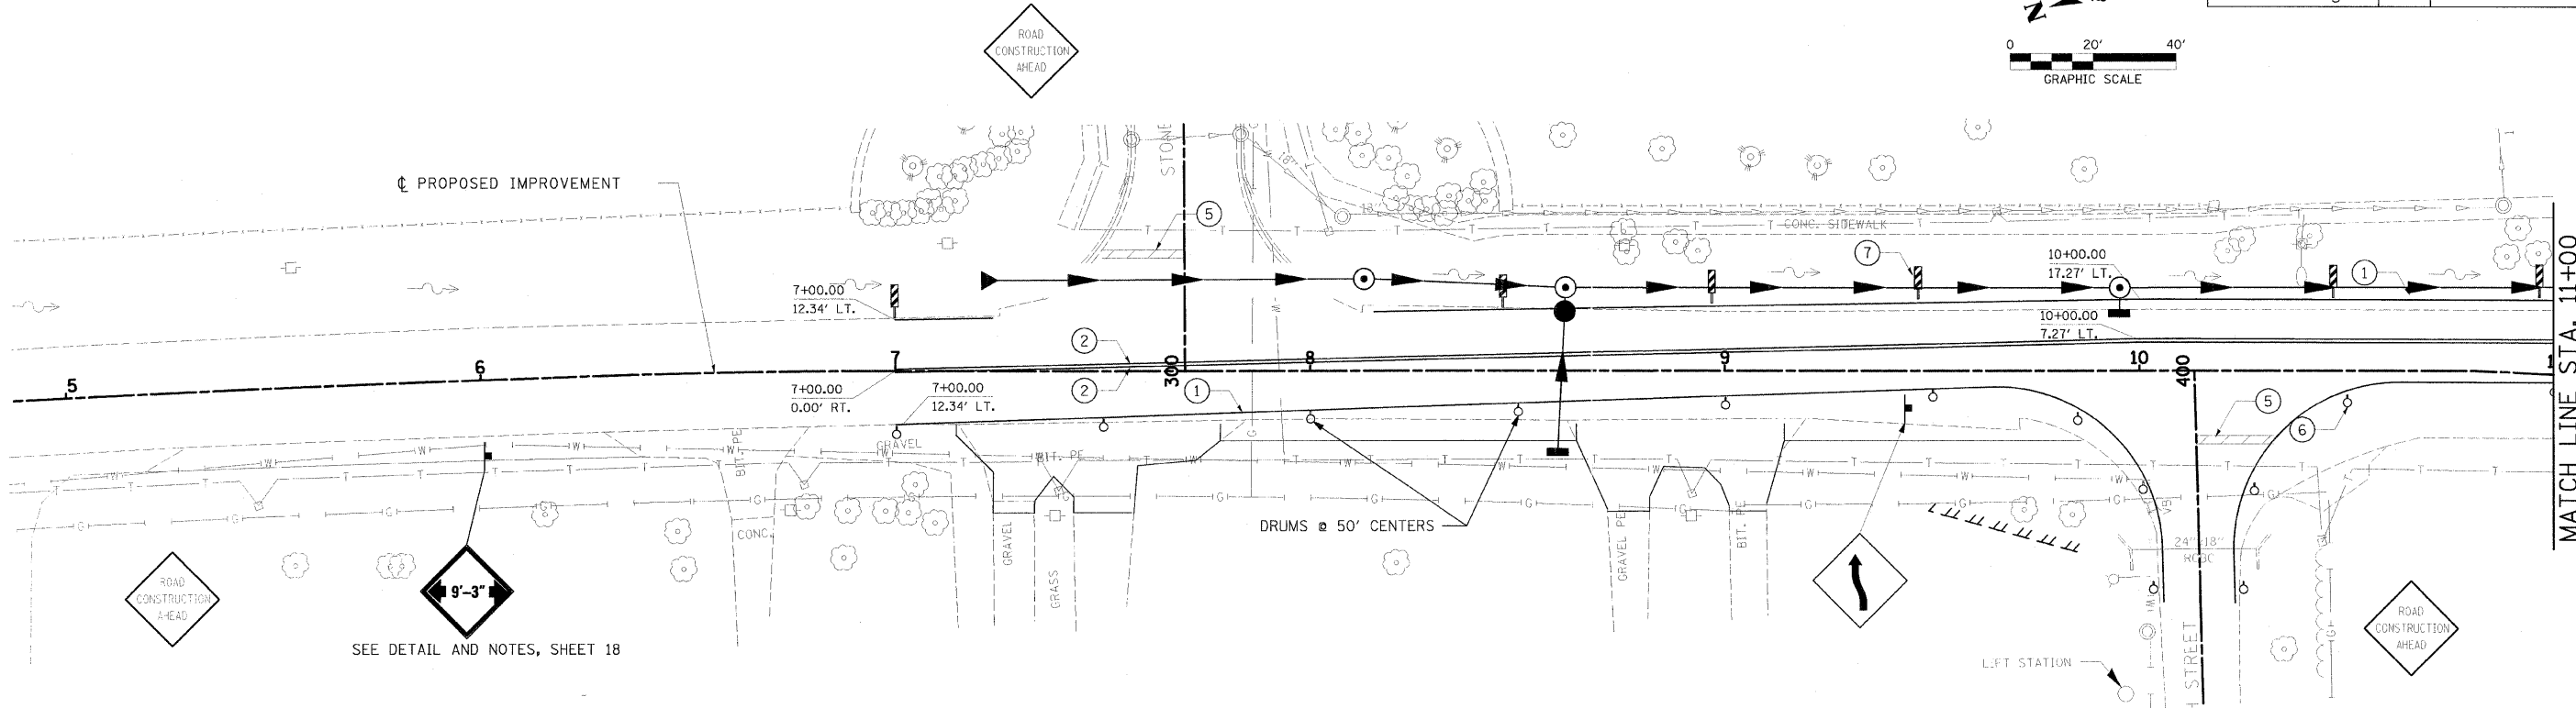 ROAD
CONSTRUCTION
AHEAD
N
0 20' 40'
GRAPHIC SCALE
℄ PROPOSED IMPROVEMENT
STONE
18"
5
T T T T T T T T
CONC. SIDEWALK
7
1
7+00.00
12.34' LT.
10+00.00
17.27' LT.
10+00.00
7.27' LT.
2
2
5 6 7 8 9 10
300
400
1
7+00.00
0.00' RT.
7+00.00
12.34' LT.
5
6
MATCH LINE STA. 11+00
GRAVEL
BIT. PE
BIT. PE
W W W W W W W
T T T T T T T
G G G G G G G
CONC.
GRAVEL
GRASS
DRUMS @ 50' CENTERS
GRAVEL PE
BIT. PE
VB
24" 18"
ROAD
CONSTRUCTION
AHEAD
9'-3"
SEE DETAIL AND NOTES, SHEET 18
LIFT STATION
STREET
ROAD
CONSTRUCTION
AHEAD